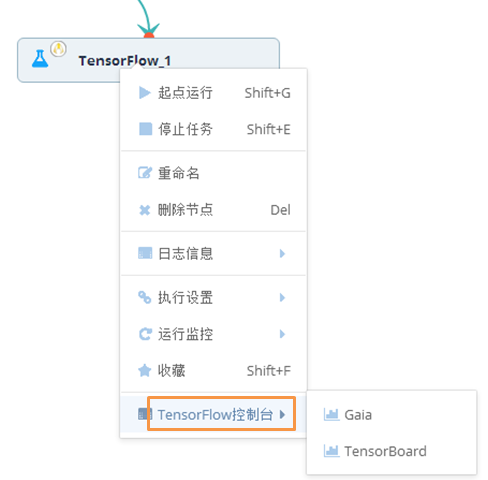 TensorFlow_1
起点运行 Shift+G
停止任务 Shift+E
重命名
删除节点 Del
日志信息
执行设置
运行监控
收藏 Shift+F
TensorFlow控制台
Gaia
TensorBoard